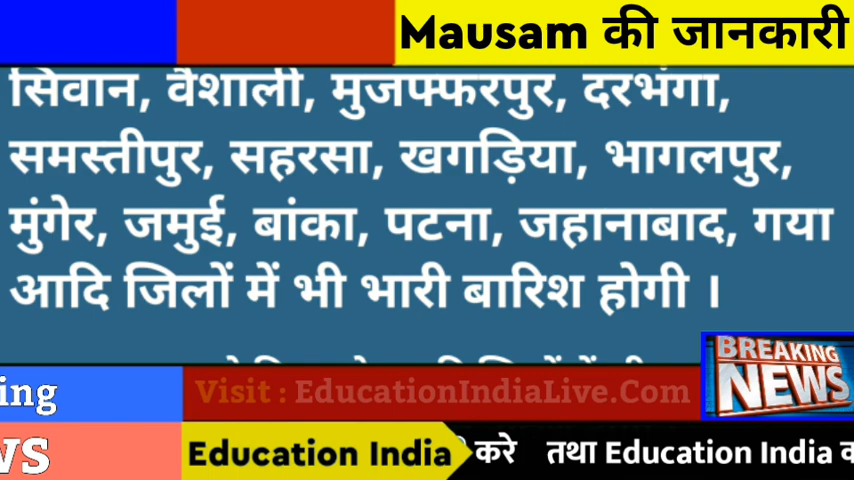 Mausam की जानकारी
सिवान, वैशाली, मुजफ्फरपुर, दरभंगा,
समस्तीपुर, सहरसा, खगड़िया, भागलपुर,
मुंगेर, जमुई, बांका, पटना, जहानाबाद, गया
आदि जिलों में भी भारी बारिश होगी ।
BREAKING
NEWS
ing
Visit : EducationIndiaLive.Com
WS
Education India
करे तथा Education India